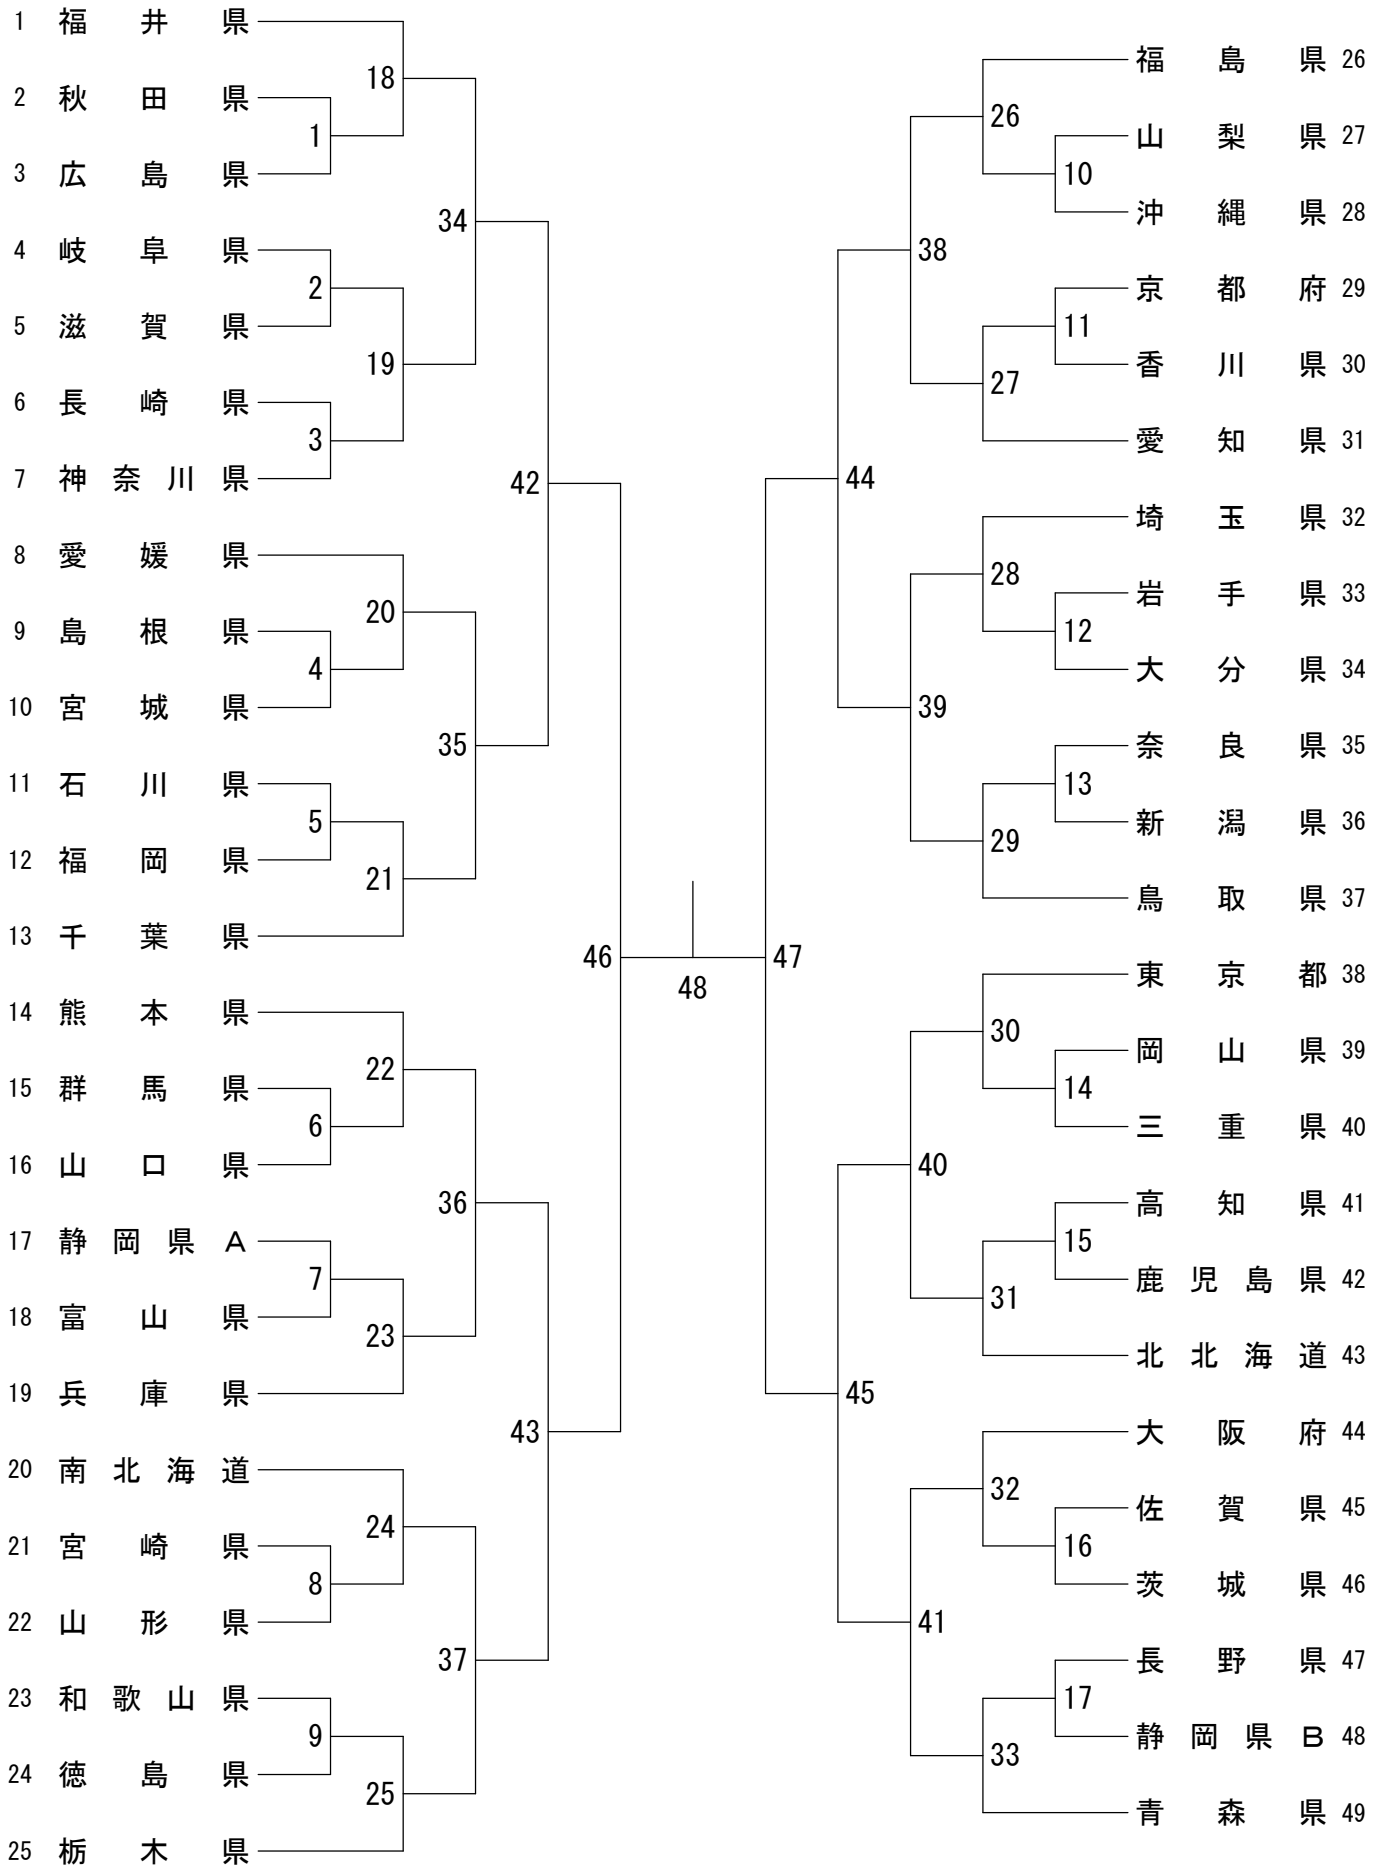 1 福井県
2 秋田県
3 広島県
4 岐阜県
5 滋賀県
6 長崎県
7 神奈川県
8 愛媛県
9 島根県
10 宮城県
11 石川県
12 福岡県
13 千葉県
14 熊本県
15 群馬県
16 山口県
17 静岡県A
18 富山県
19 兵庫県
20 南北海道
21 宮崎県
22 山形県
23 和歌山県
24 徳島県
25 栃木県
1
2
3
4
5
6
7
8
9
18
19
20
21
22
23
24
25
34
35
36
37
42
43
46
48
47
44
45
38
39
40
41
26
27
28
29
30
31
32
33
10
11
12
13
14
15
16
17
福島県 26
山梨県 27
沖縄県 28
京都府 29
香川県 30
愛知県 31
埼玉県 32
岩手県 33
大分県 34
奈良県 35
新潟県 36
鳥取県 37
東京都 38
岡山県 39
三重県 40
高知県 41
鹿児島県 42
北北海道 43
大阪府 44
佐賀県 45
茨城県 46
長野県 47
静岡県B 48
青森県 49